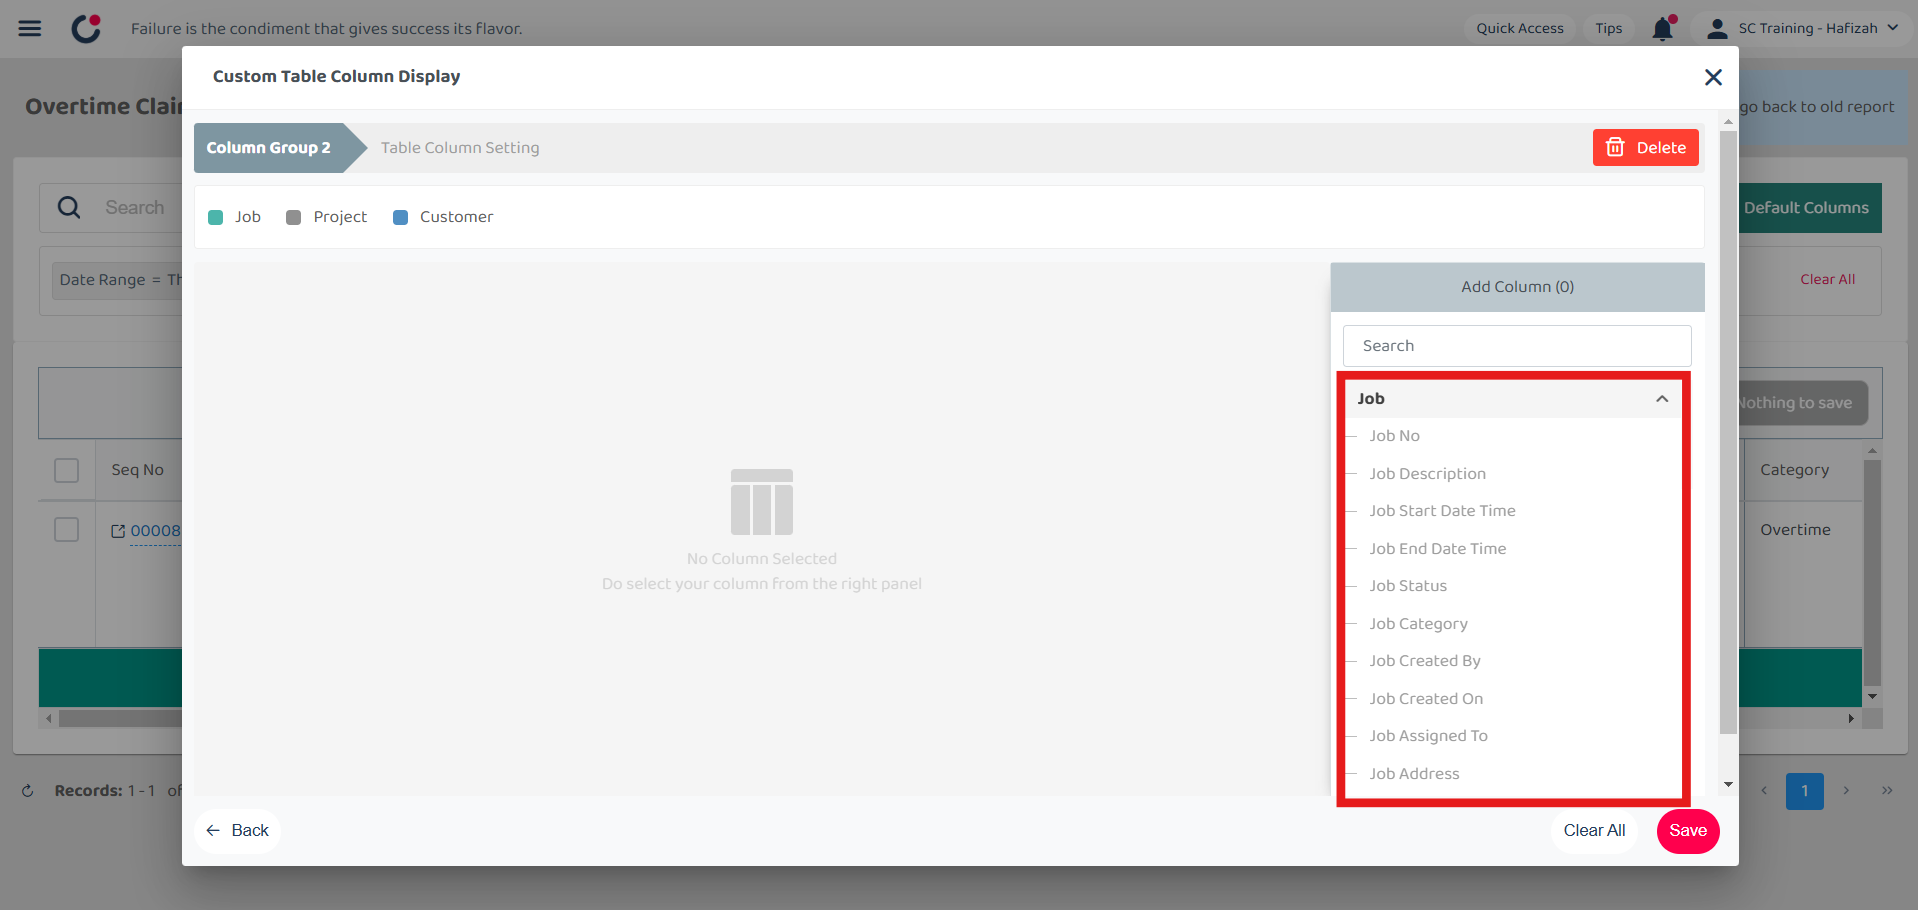 Failure is the condiment that gives success its flavor.
Quick Access
Tips
SC Training - Hafizah
Custom Table Column Display
Overtime Clai
go back to old report
Column Group 2
Table Column Setting
Delete
Search
Job
Project
Customer
Default Columns
Date Range = Th
Clear All
Add Column (0)
Search
Nothing to save
Job
Job No
Job Description
Job Start Date Time
Job End Date Time
Job Status
Job Category
Job Created By
Job Created On
Job Assigned To
Job Address
Seq No
Category
00008
Overtime
No Column Selected
Do select your column from the right panel
Records: 1 - 1 of
1
Back
Clear All
Save